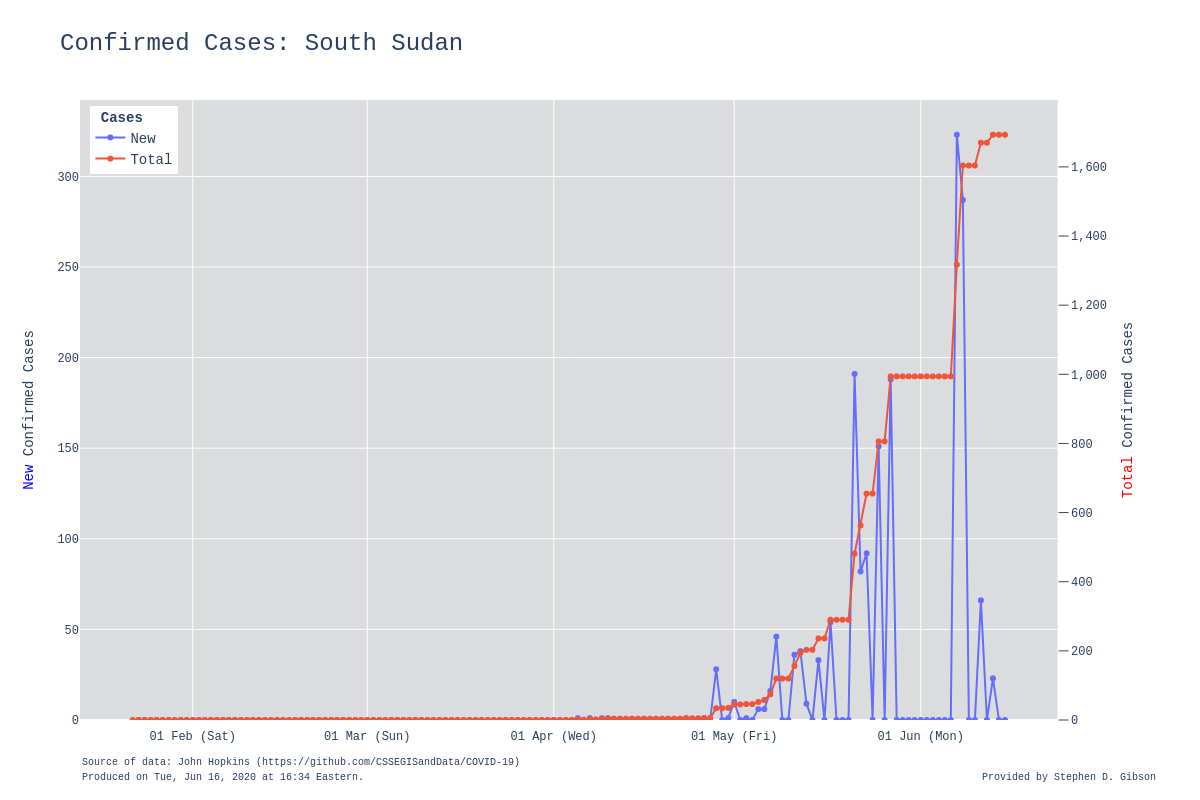 Confirmed Cases: South Sudan
Cases
New
Total
300
250
200
150
100
50
0
New Confirmed Cases
1,600
1,400
1,200
1,000
800
600
400
200
0
Total Confirmed Cases
01 Feb (Sat)
01 Mar (Sun)
01 Apr (Wed)
01 May (Fri)
01 Jun (Mon)
Source of data: John Hopkins (https://github.com/CSSEGISandData/COVID-19)
Produced on Tue, Jun 16, 2020 at 16:34 Eastern.
Provided by Stephen D. Gibson